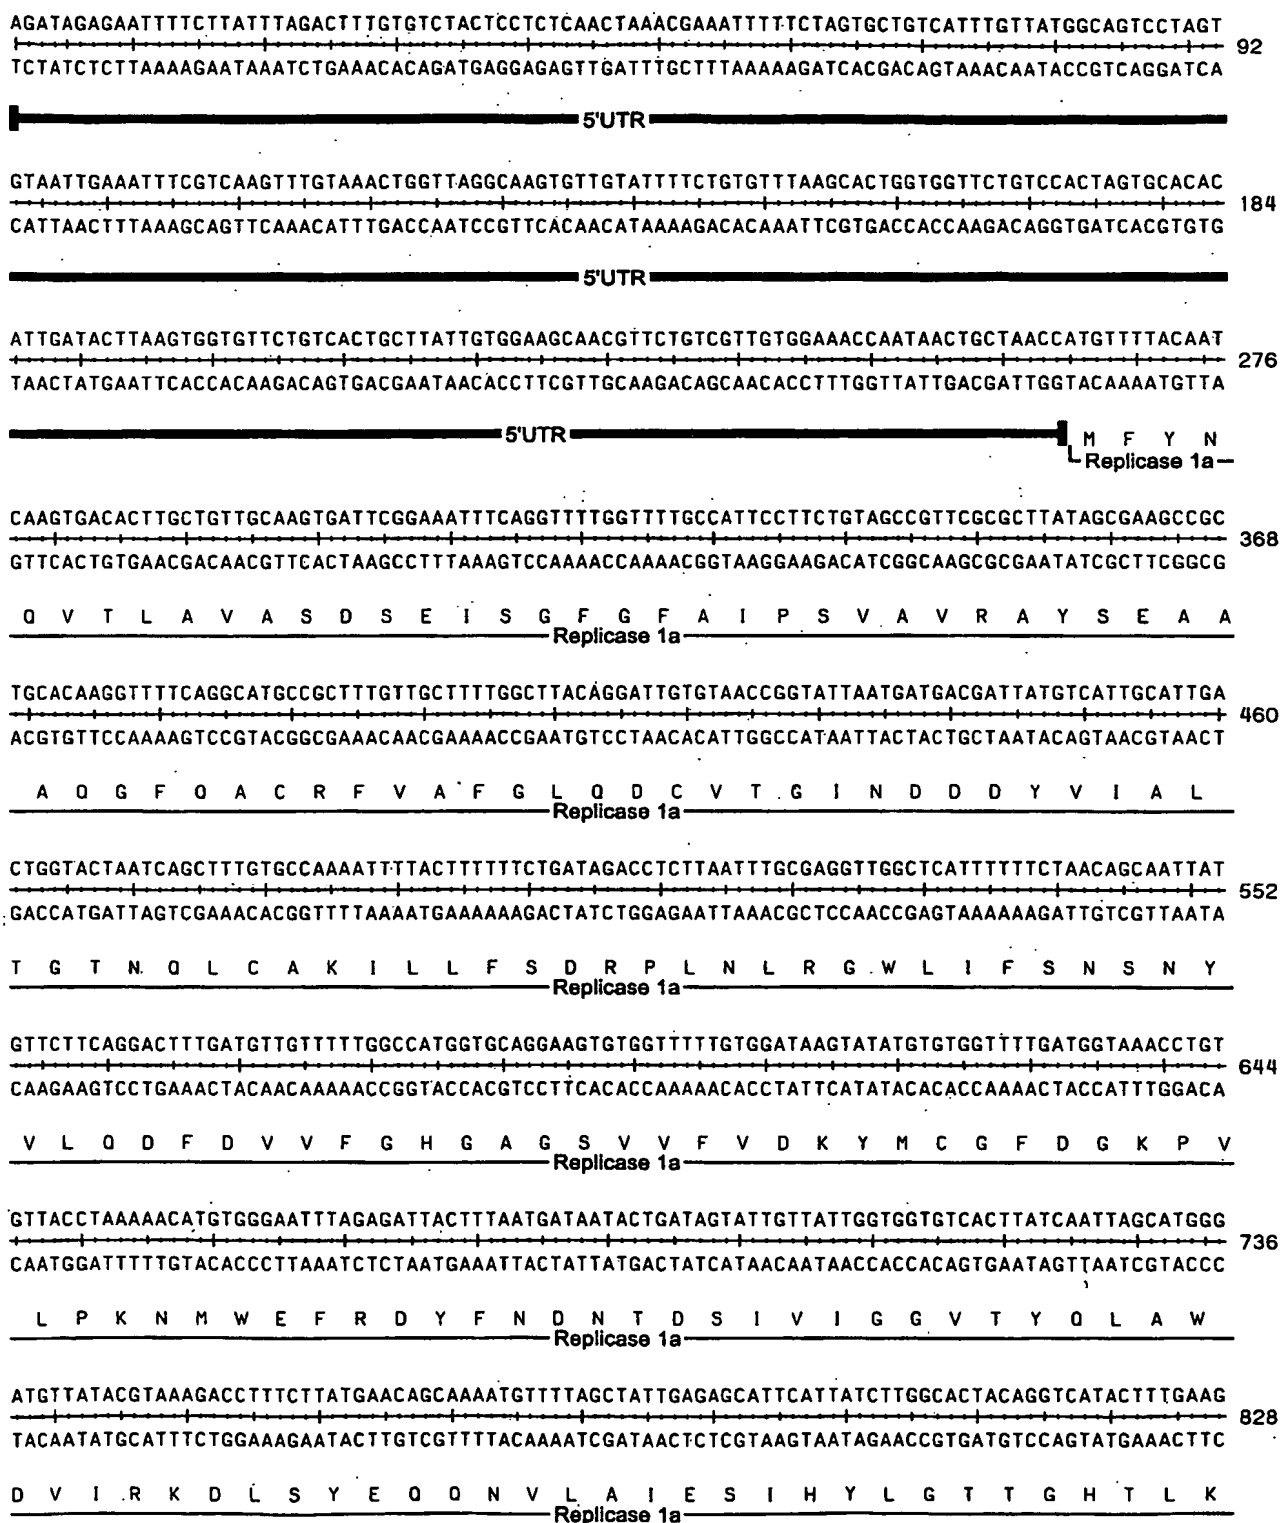 AGATAGAGAATTTTCTTATTTAGACTTTGTGTCTACTCCTCTCAACTAAACGAAATTTTTCTAGTGCTGTCATTTGTTATGGCAGTCCTAGT
92
TCTATCTCTTAAAAGAATAAATCTGAAACACAGATGAGGAGAGTTGATTTGCTTTAAAAAGATCACGACAGTAAACAATACCGTCAGGATCA
5'UTR
GTAATTGAAATTTCGTCAAGTTTGTAAACTGGTTAGGCAAGTGTTGTATTTTCTGTGTTTAAGCACTGGTGGTTCTGTCCACTAGTGCACAC
184
CATTAACTTTAAAGCAGTTCAAACATTTGACCAATCCGTTCACAACATAAAAGACACAAATTCGTGACCACCAAGACAGGTGATCACGTGTG
5'UTR
ATTGATACTTAAGTGGTGTTCTGTCACTGCTTATTGTGGAAGCAACGTTCTGTCGTTGTGGAAACCAATAACTGCTAACCATGTTTTACAAT
276
TAACTATGAATTCACCACAAGACAGTGACGAATAACACCTTCGTTGCAAGACAGCAACACCTTTGGTTATTGACGATTGGTACAAAATGTTA
5'UTR M F Y N
Replicase 1a
CAAGTGACACTTGCTGTTGCAAGTGATTCGGAAATTTCAGGTTTTGGTTTTGCCATTCCTTCTGTAGCCGTTCGCGCTTATAGCGAAGCCGC
368
GTTCACTGTGAACGACAACGTTCACTAAGCCTTTAAAGTCCAAAACCAAAACGGTAAGGAAGACATCGGCAAGCGCGAATATCGCTTCGGCG
Q V T L A V A S D S E I S G F G F A I P S V A V R A Y S E A A
Replicase 1a
TGCACAAGGTTTTCAGGCATGCCGCTTTGTTGCTTTTGGCTTACAGGATTGTGTAACCGGTATTAATGATGACGATTATGTCATTGCATTGA
460
ACGTGTTCCAAAAGTCCGTACGGCGAAACAACGAAAACCGAATGTCCTAACACATTGGCCATAATTACTACTGCTAATACAGTAACGTAACT
A Q G F Q A C R F V A F G L Q D C V T G I N D D D Y V I A L
Replicase 1a
CTGGTACTAATCAGCTTTGTGCCAAAATTTTACTTTTTTCTGATAGACCTCTTAATTTGCGAGGTTGGCTCATTTTTTCTAACAGCAATTAT
552
GACCATGATTAGTCGAAACACGGTTTTAAAATGAAAAAAGACTATCTGGAGAATTAAACGCTCCAACCGAGTAAAAAAGATTGTCGTTAATA
T G T N Q L C A K I L L F S D R P L N L R G W L I F S N S N Y
Replicase 1a
GTTCTTCAGGACTTTGATGTTGTTTTTGGCCATGGTGCAGGAAGTGTGGTTTTTGTGGATAAGTATATGTGTGGTTTTGATGGTAAACCTGT
644
CAAGAAGTCCTGAAACTACAACAAAAACCGGTACCACGTCCTTCACACCAAAAACACCTATTCATATACACACCAAAACTACCATTTGGACA
V L Q D F D V V F G H G A G S V V F V D K Y M C G F D G K P V
Replicase 1a
GTTACCTAAAAACATGTGGGAATTTAGAGATTACTTTAATGATAATACTGATAGTATTGTTATTGGTGGTGTCACTTATCAATTAGCATGGG
736
CAATGGATTTTTGTACACCCTTAAATCTCTAATGAAATTACTATTATGACTATCATAACAATAACCACCACAGTGAATAGTTAATCGTACCC
L P K N M W E F R D Y F N D N T D S I V I G G V T Y Q L A W
Replicase 1a
ATGTTATACGTAAAGACCTTTCTTATGAACAGCAAAATGTTTTAGCTATTGAGAGCATTCATTATCTTGGCACTACAGGTCATACTTTGAAG
828
TACAATATGCATTTCTGGAAAGAATACTTGTCGTTTTACAAAATCGATAACTCTCGTAAGTAATAGAACCGTGATGTCCAGTATGAAACTTC
D V I R K D L S Y E Q Q N V L A I E S I H Y L G T T G H T L K
Replicase 1a